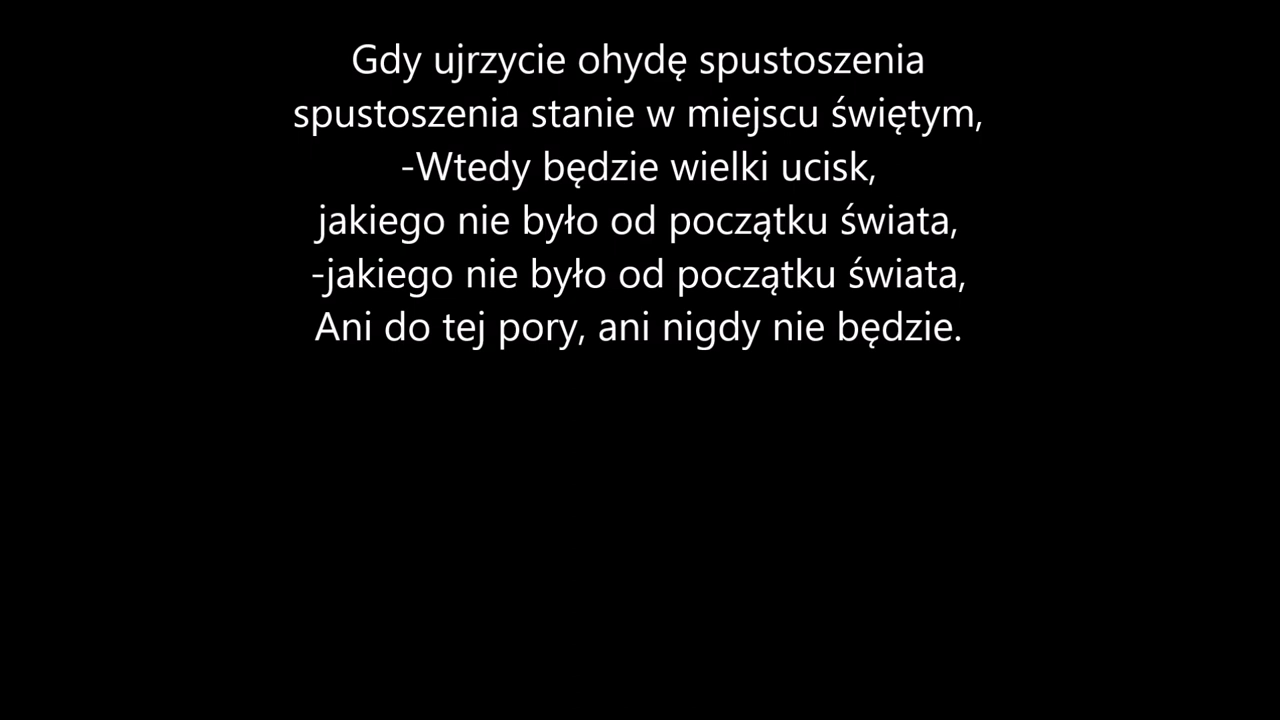 Gdy ujrzycie ohydę spustoszenia
spustoszenia stanie w miejscu świętym,
-Wtedy będzie wielki ucisk,
jakiego nie było od początku świata,
-jakiego nie było od początku świata,
Ani do tej pory, ani nigdy nie będzie.